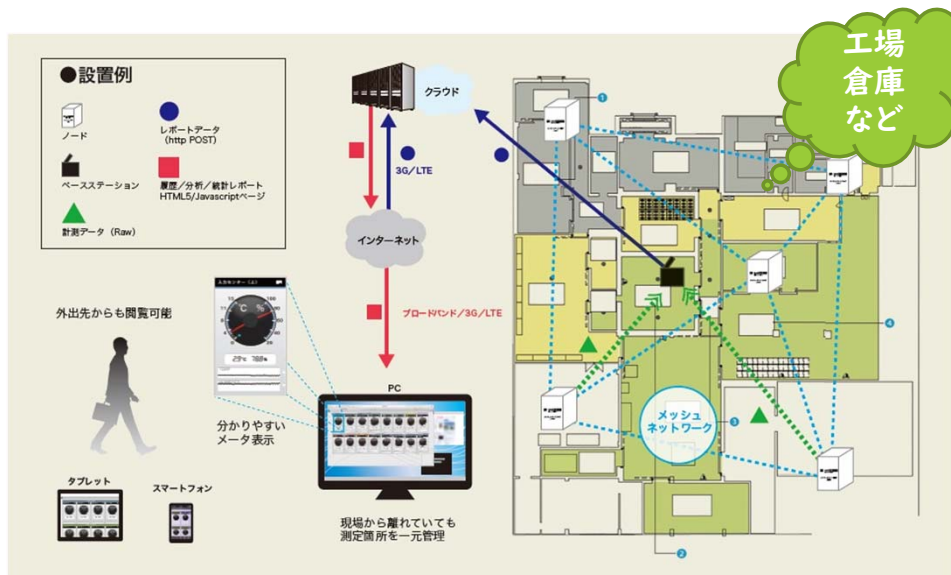 工場
倉庫
など
●設置例
ノード
レポートデータ
(http POST)
ベースステーション
履歴/分析/統計レポート
HTML5/Javascriptページ
計測データ (Raw)
クラウド
3G/LTE
インターネット
ブロードバンド/3G/LTE
外出先からも閲覧可能
分かりやすい
メータ表示
PC
タブレット
スマートフォン
現場から離れていても
測定箇所を一元管理
メッシュ
ネットワーク
1
2
3
4